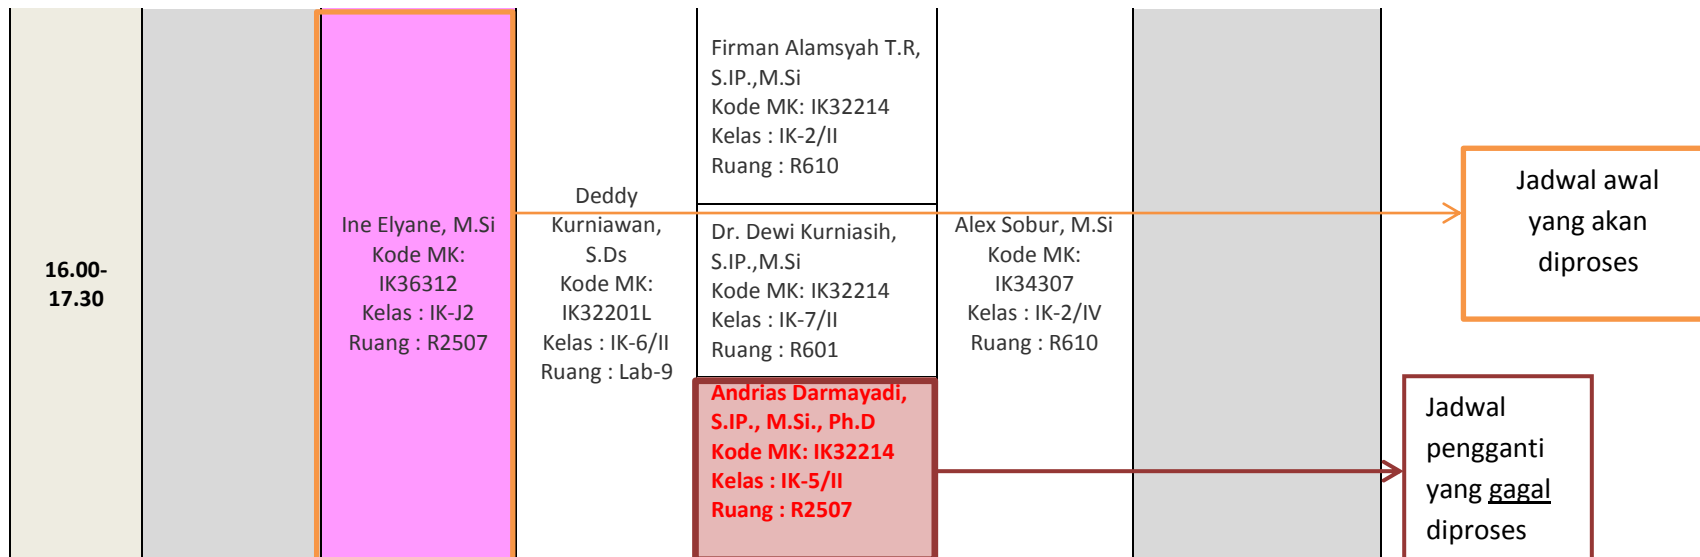 16.00-
17.30
Ine Elyane, M.Si
Kode MK:
IK36312
Kelas : IK-J2
Ruang : R2507
Deddy
Kurniawan,
S.Ds
Kode MK:
IK32201L
Kelas : IK-6/II
Ruang : Lab-9
Firman Alamsyah T.R,
S.IP.,M.Si
Kode MK: IK32214
Kelas : IK-2/II
Ruang : R610
Dr. Dewi Kurniasih,
S.IP.,M.Si
Kode MK: IK32214
Kelas : IK-7/II
Ruang : R601
Andrias Darmayadi,
S.IP., M.Si., Ph.D
Kode MK: IK32214
Kelas : IK-5/II
Ruang : R2507
Alex Sobur, M.Si
Kode MK:
IK34307
Kelas : IK-2/IV
Ruang : R610
Jadwal awal
yang akan
diproses
Jadwal
pengganti
yang gagal
diproses